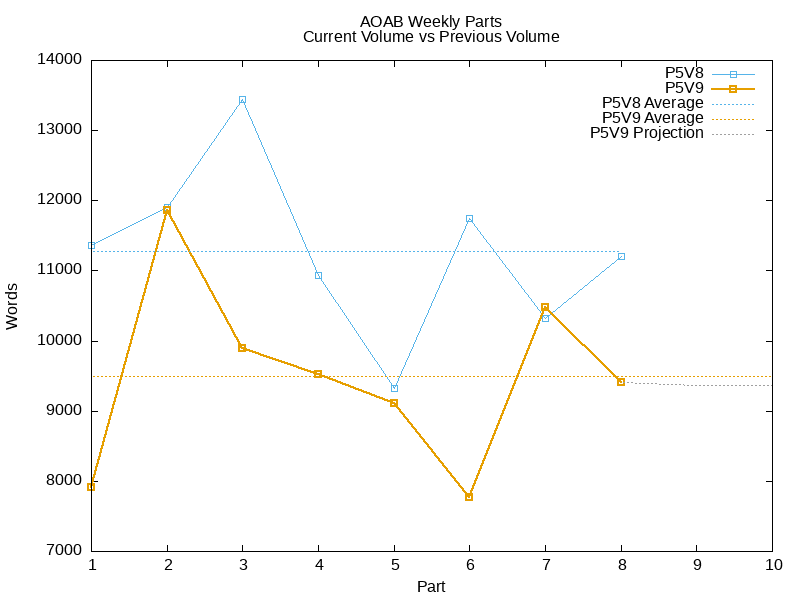 AOAB Weekly Parts
Current Volume vs Previous Volume
14000
13000
12000
11000
10000
9000
8000
7000
Words
P5V8
P5V9
P5V8 Average
P5V9 Average
P5V9 Projection
1 2 3 4 5 6 7 8 9 10
Part